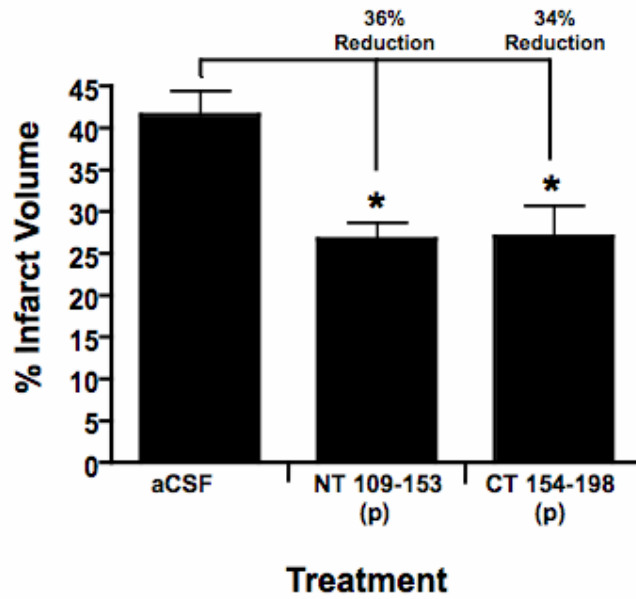 36%
Reduction
34%
Reduction
% Infarct Volume
45
40
35
30
25
20
15
10
5
0
*
*
aCSF
NT 109-153
(p)
CT 154-198
(p)
Treatment